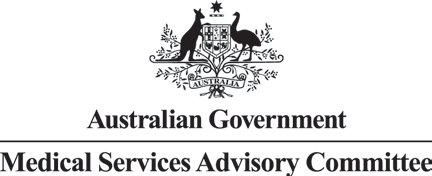 AUSTRALIA
Australian Government
Medical Services Advisory Committee